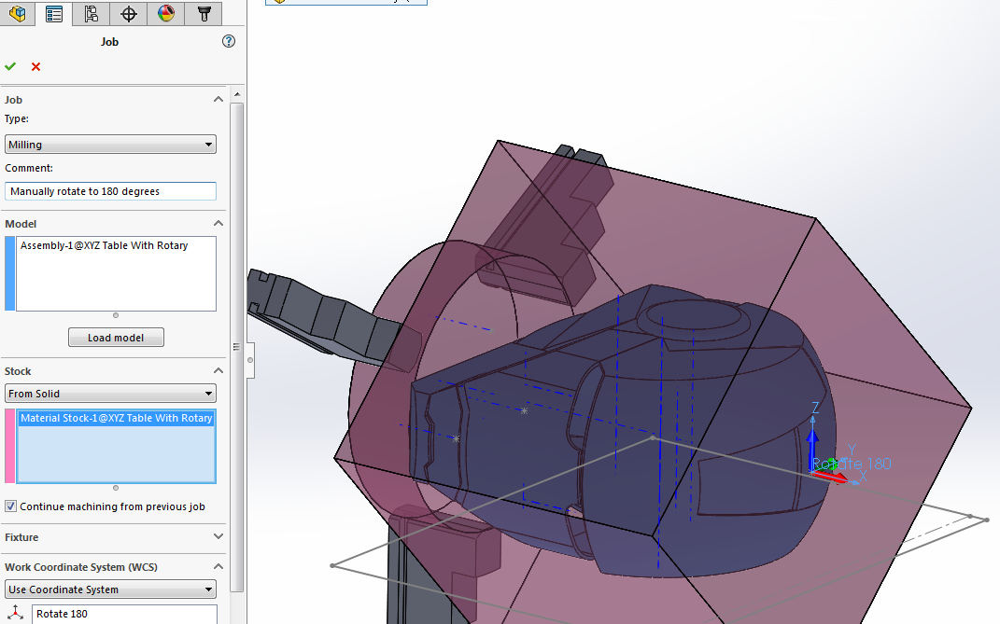 Job
Job
Type:
Milling
Comment:
Manually rotate to 180 degrees
Model
Assembly-1@XYZ Table With Rotary
Load model
Stock
From Solid
Material Stock-1@XYZ Table With Rotary
Continue machining from previous job
Fixture
Work Coordinate System (WCS)
Use Coordinate System
Rotate 180
Z
Y
Rotate 180
X